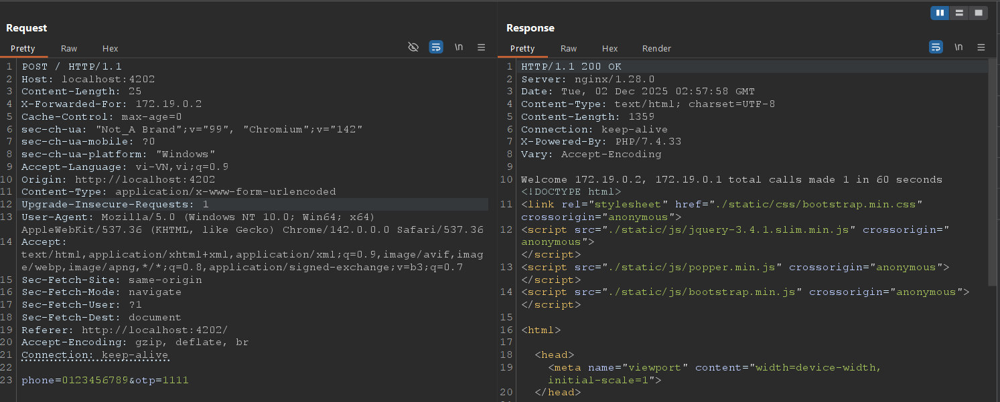 Request
Pretty Raw Hex \n
1 POST / HTTP/1.1
2 Host: localhost:4202
3 Content-Length: 25
4 X-Forwarded-For: 172.19.0.2
5 Cache-Control: max-age=0
6 sec-ch-ua: "Not_A Brand";v="99", "Chromium";v="142"
7 sec-ch-ua-mobile: ?0
8 sec-ch-ua-platform: "Windows"
9 Accept-Language: vi-VN,vi;q=0.9
10 Origin: http://localhost:4202
11 Content-Type: application/x-www-form-urlencoded
12 Upgrade-Insecure-Requests: 1
13 User-Agent: Mozilla/5.0 (Windows NT 10.0; Win64; x64)
AppleWebKit/537.36 (KHTML, like Gecko) Chrome/142.0.0.0 Safari/537.36
14 Accept:
text/html,application/xhtml+xml,application/xml;q=0.9,image/avif,imag
e/webp,image/apng,*/*;q=0.8,application/signed-exchange;v=b3;q=0.7
15 Sec-Fetch-Site: same-origin
16 Sec-Fetch-Mode: navigate
17 Sec-Fetch-User: ?1
18 Sec-Fetch-Dest: document
19 Referer: http://localhost:4202/
20 Accept-Encoding: gzip, deflate, br
21 Connection: keep-alive
22
23 phone=0123456789&otp=1111
Response
Pretty Raw Hex Render \n
1 HTTP/1.1 200 OK
2 Server: nginx/1.28.0
3 Date: Tue, 02 Dec 2025 02:57:58 GMT
4 Content-Type: text/html; charset=UTF-8
5 Content-Length: 1359
6 Connection: keep-alive
7 X-Powered-By: PHP/7.4.33
8 Vary: Accept-Encoding
9
10 Welcome 172.19.0.2, 172.19.0.1 total calls made 1 in 60 seconds
<!DOCTYPE html>
11 <link rel="stylesheet" href="./static/css/bootstrap.min.css"
crossorigin="anonymous">
12 <script src="./static/js/jquery-3.4.1.slim.min.js" crossorigin="
anonymous">
</script>
13 <script src="./static/js/popper.min.js" crossorigin="anonymous">
</script>
14 <script src="./static/js/bootstrap.min.js" crossorigin="anonymous">
</script>
15
16 <html>
17
18 <head>
19 <meta name="viewport" content="width=device-width,
initial-scale=1">
20 </head>